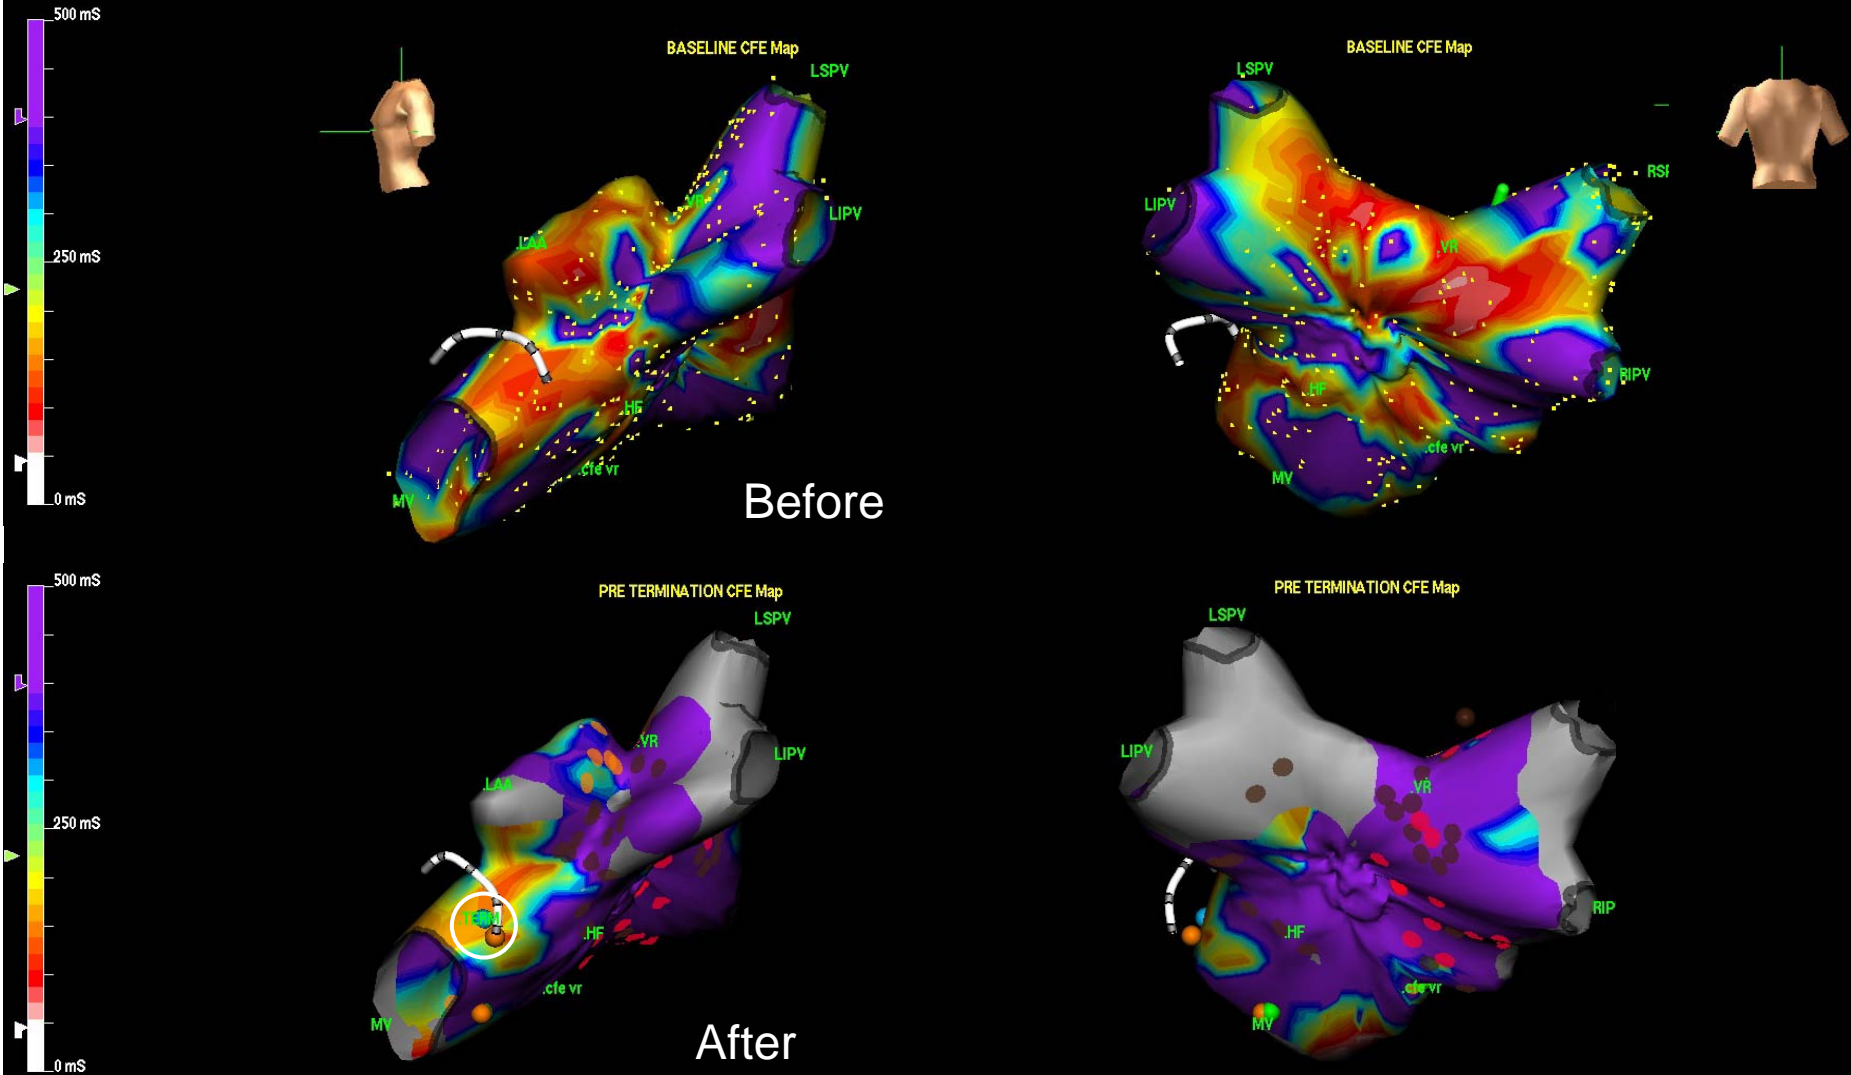 500 mS
250 mS
0 mS
BASELINE CFE Map
LSPV
LIPV
VR
.LAA
.HF
.cfe vr
MV
Before
BASELINE CFE Map
LSPV
LIPV
RSP
.VR
RIPV
.HF
.cfe vr
MV
500 mS
250 mS
0 mS
PRE TERMINATION CFE Map
LSPV
.VR
LIPV
.LAA
TERM
.HF
.cfe vr
MV
After
PRE TERMINATION CFE Map
LSPV
LIPV
.VR
RIP
.HF
.cfe vr
MV